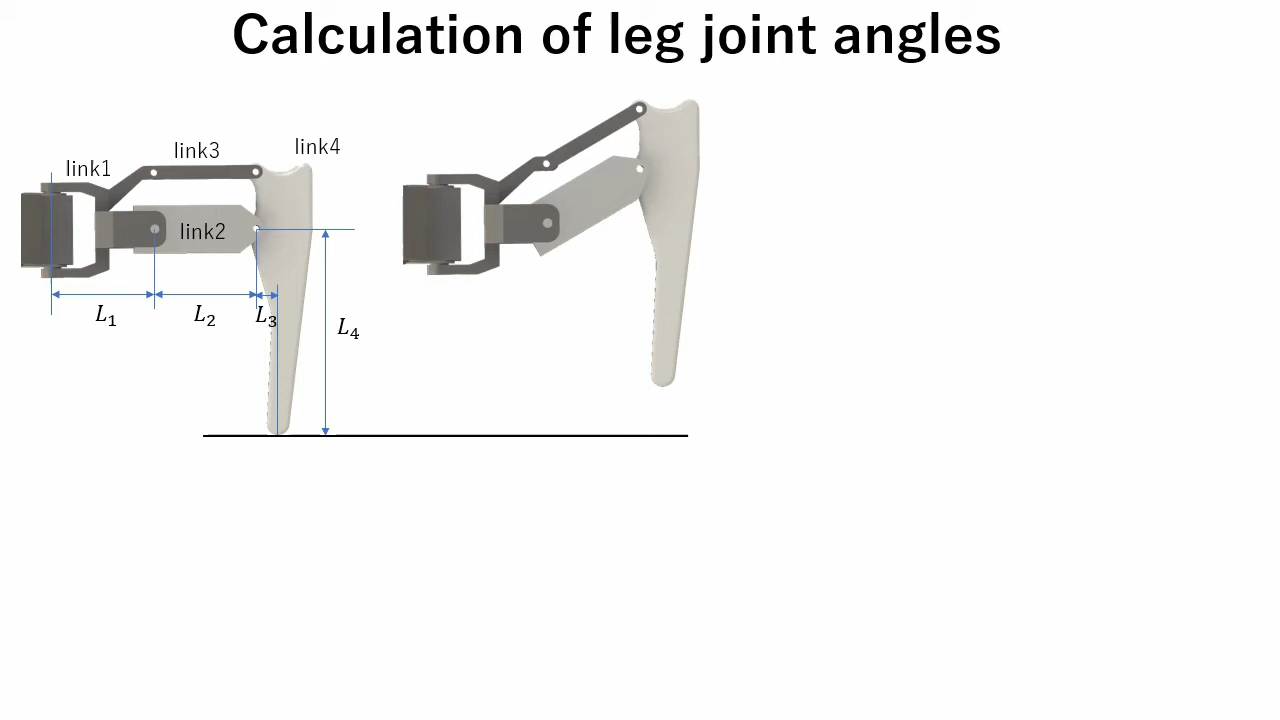 Calculation of leg joint angles
link1
link3
link4
link2
L₁
L₂
L₃
L₄